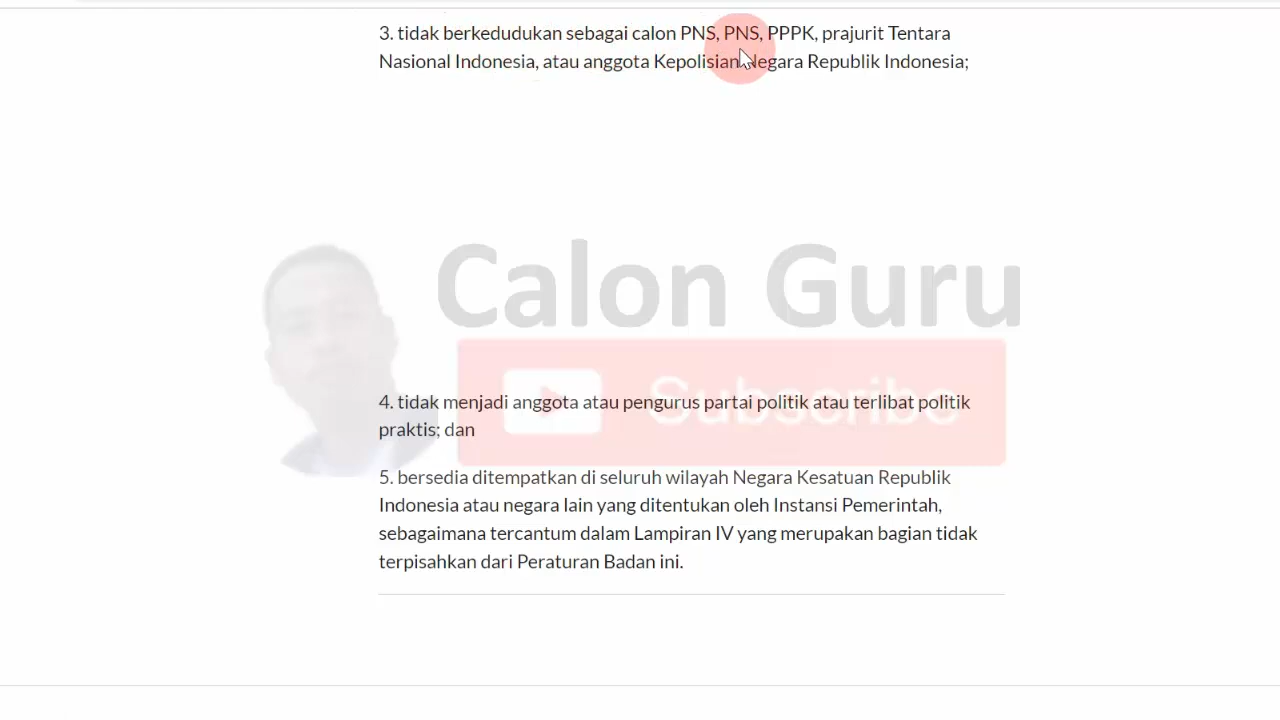 3. tidak berkedudukan sebagai calon PNS, PNS, PPPK, prajurit Tentara
Nasional Indonesia, atau anggota Kepolisian Negara Republik Indonesia;
Calon Guru
Subscribe
4. tidak menjadi anggota atau pengurus partai politik atau terlibat politik
praktis; dan
5. bersedia ditempatkan di seluruh wilayah Negara Kesatuan Republik
Indonesia atau negara lain yang ditentukan oleh Instansi Pemerintah,
sebagaimana tercantum dalam Lampiran IV yang merupakan bagian tidak
terpisahkan dari Peraturan Badan ini.